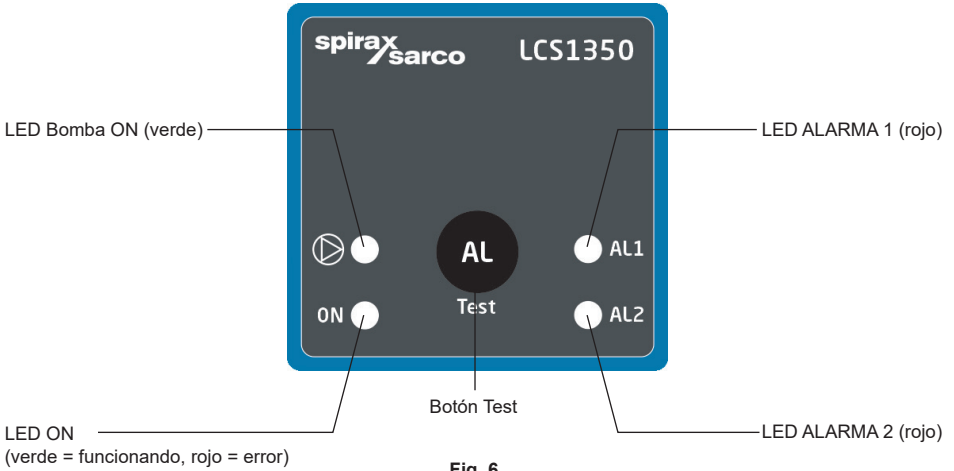 spirax
sarco
LCS1350
LED Bomba ON (verde)
LED ALARMA 1 (rojo)
AL
AL1
Test
ON
AL2
Botón Test
LED ON
(verde = funcionando, rojo = error)
LED ALARMA 2 (rojo)
Fig. 6